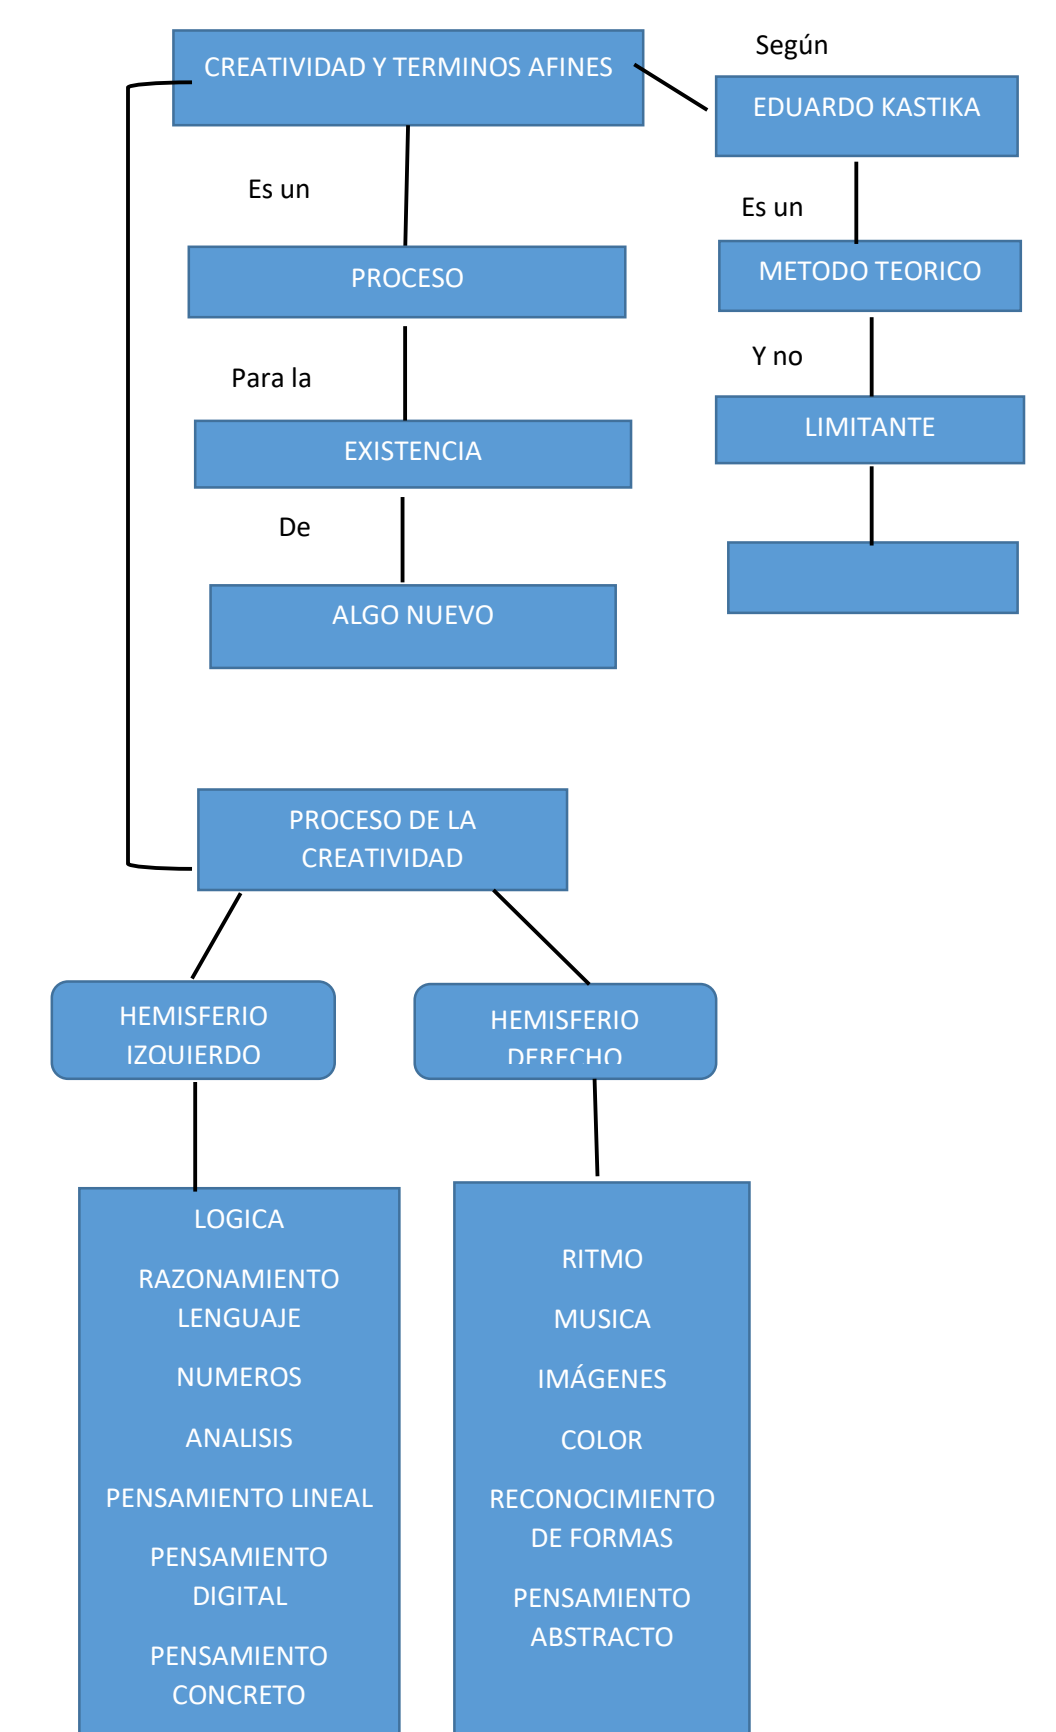 CREATIVIDAD Y TERMINOS AFINES
Según
EDUARDO KASTIKA
Es un
Es un
PROCESO
METODO TEORICO
Para la
Y no
EXISTENCIA
LIMITANTE
De
ALGO NUEVO
PROCESO DE LA
CREATIVIDAD
HEMISFERIO
IZQUIERDO
HEMISFERIO
DERECHO
LOGICA
RAZONAMIENTO
LENGUAJE
NUMEROS
ANALISIS
PENSAMIENTO LINEAL
PENSAMIENTO
DIGITAL
PENSAMIENTO
CONCRETO
RITMO
MUSICA
IMÁGENES
COLOR
RECONOCIMIENTO
DE FORMAS
PENSAMIENTO
ABSTRACTO